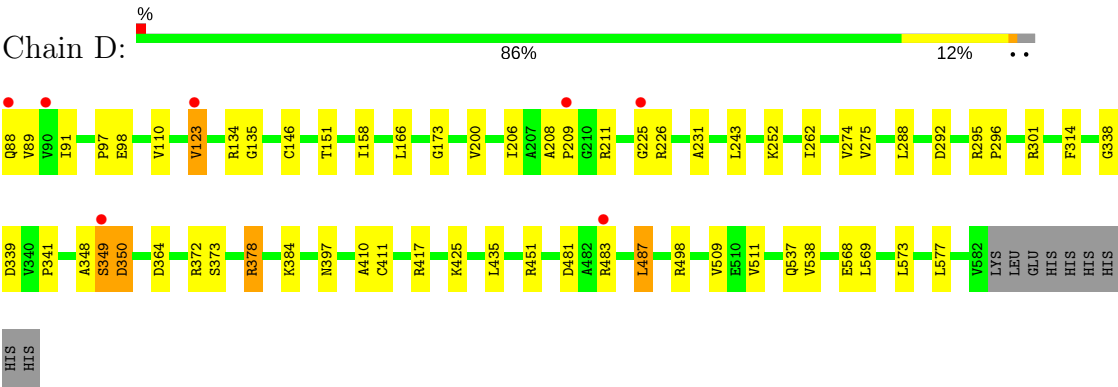 %
Chain D:
86% 12% • •
Q88 V89 V90 I91 P97 E98 V110 V123 R134 G135 C146 T151 I158 L166 G173 V200 I206 A207 A208 P209 G210 R211 G225 R226 A231 L243 K252 I262 V274 V275 L288 D292 R295 P296 R301 F314 G338
D339 V340 P341 A348 S349 D350 D364 R372 S373 R378 K384 N397 A410 C411 R417 K425 L435 R451 D481 A482 R483 L487 R498 V509 E510 V511 Q537 V538 E568 L569 L573 L577 V582 LYS LEU GLU HIS HIS HIS HIS
HIS HIS